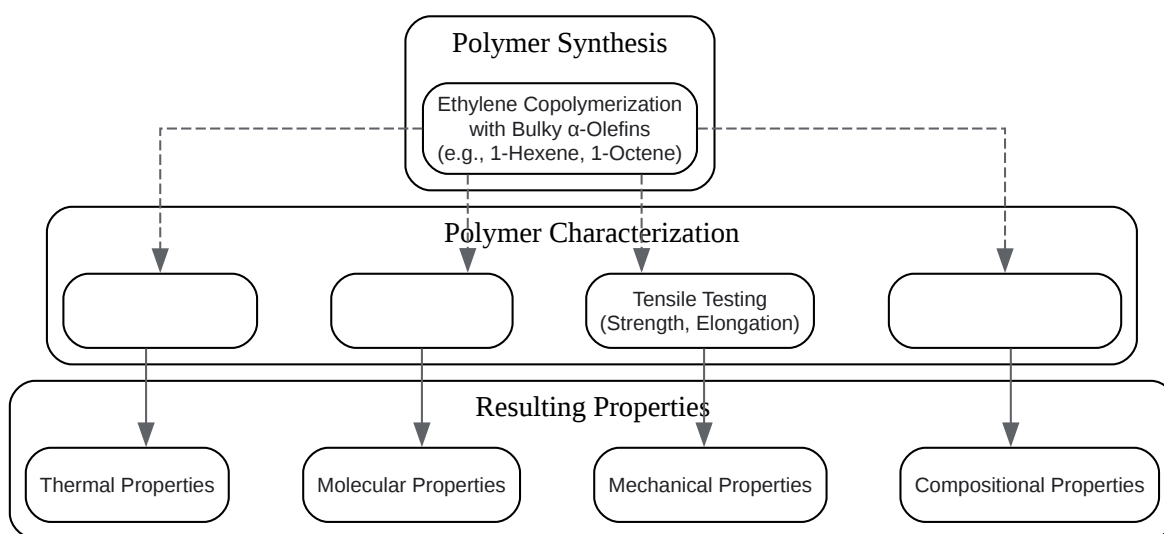 Polymer Synthesis
Ethylene Copolymerization
with Bulky α-Olefins
(e.g., 1-Hexene, 1-Octene)
Polymer Characterization
Tensile Testing
(Strength, Elongation)
Resulting Properties
Thermal Properties
Molecular Properties
Mechanical Properties
Compositional Properties